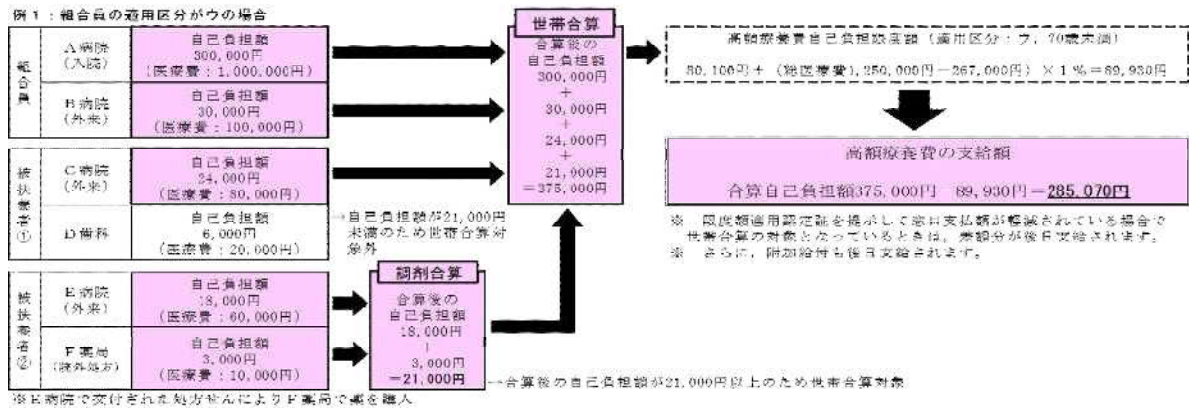 例1:組合員の適用区分がウの場合
組合員
A病院
(入院)
自己負担額
300,000円
(医療費:1,000,000円)
B病院
(外来)
自己負担額
30,000円
(医療費:100,000円)
被扶養者①
C病院
(外来)
自己負担額
24,000円
(医療費:80,000円)
D歯科
自己負担額
6,000円
(医療費:20,000円)
→自己負担額が21,000円
未満のため世帯合算対
象外
被扶養者②
E病院
(外来)
自己負担額
18,000円
(医療費:60,000円)
F薬局
(院外処方)
自己負担額
3,000円
(医療費:10,000円)
※E病院で交付された処方せんによりF薬局で薬を購入
調剤合算
合算後の
自己負担額
18,000円
+
3,000円
=21,000円
→合算後の自己負担額が21,000円以上のため世帯合算対象
世帯合算
合算後の
自己負担額
300,000円
+
30,000円
+
24,000円
+
21,000円
=375,000円
高額療養費自己負担限度額(適用区分:ウ,70歳未満)
80,100円+(総医療費1,250,000円-267,000円)×1%=89,930円
高額療養費の支給額
合算自己負担額375,000円-89,930円=285,070円
※ 限度額適用認定証を提示して窓口支払額が軽減されている場合で
世帯合算の対象となっているときは,差額分が後日支給されます。
※ さらに,附加給付も後日支給されます。